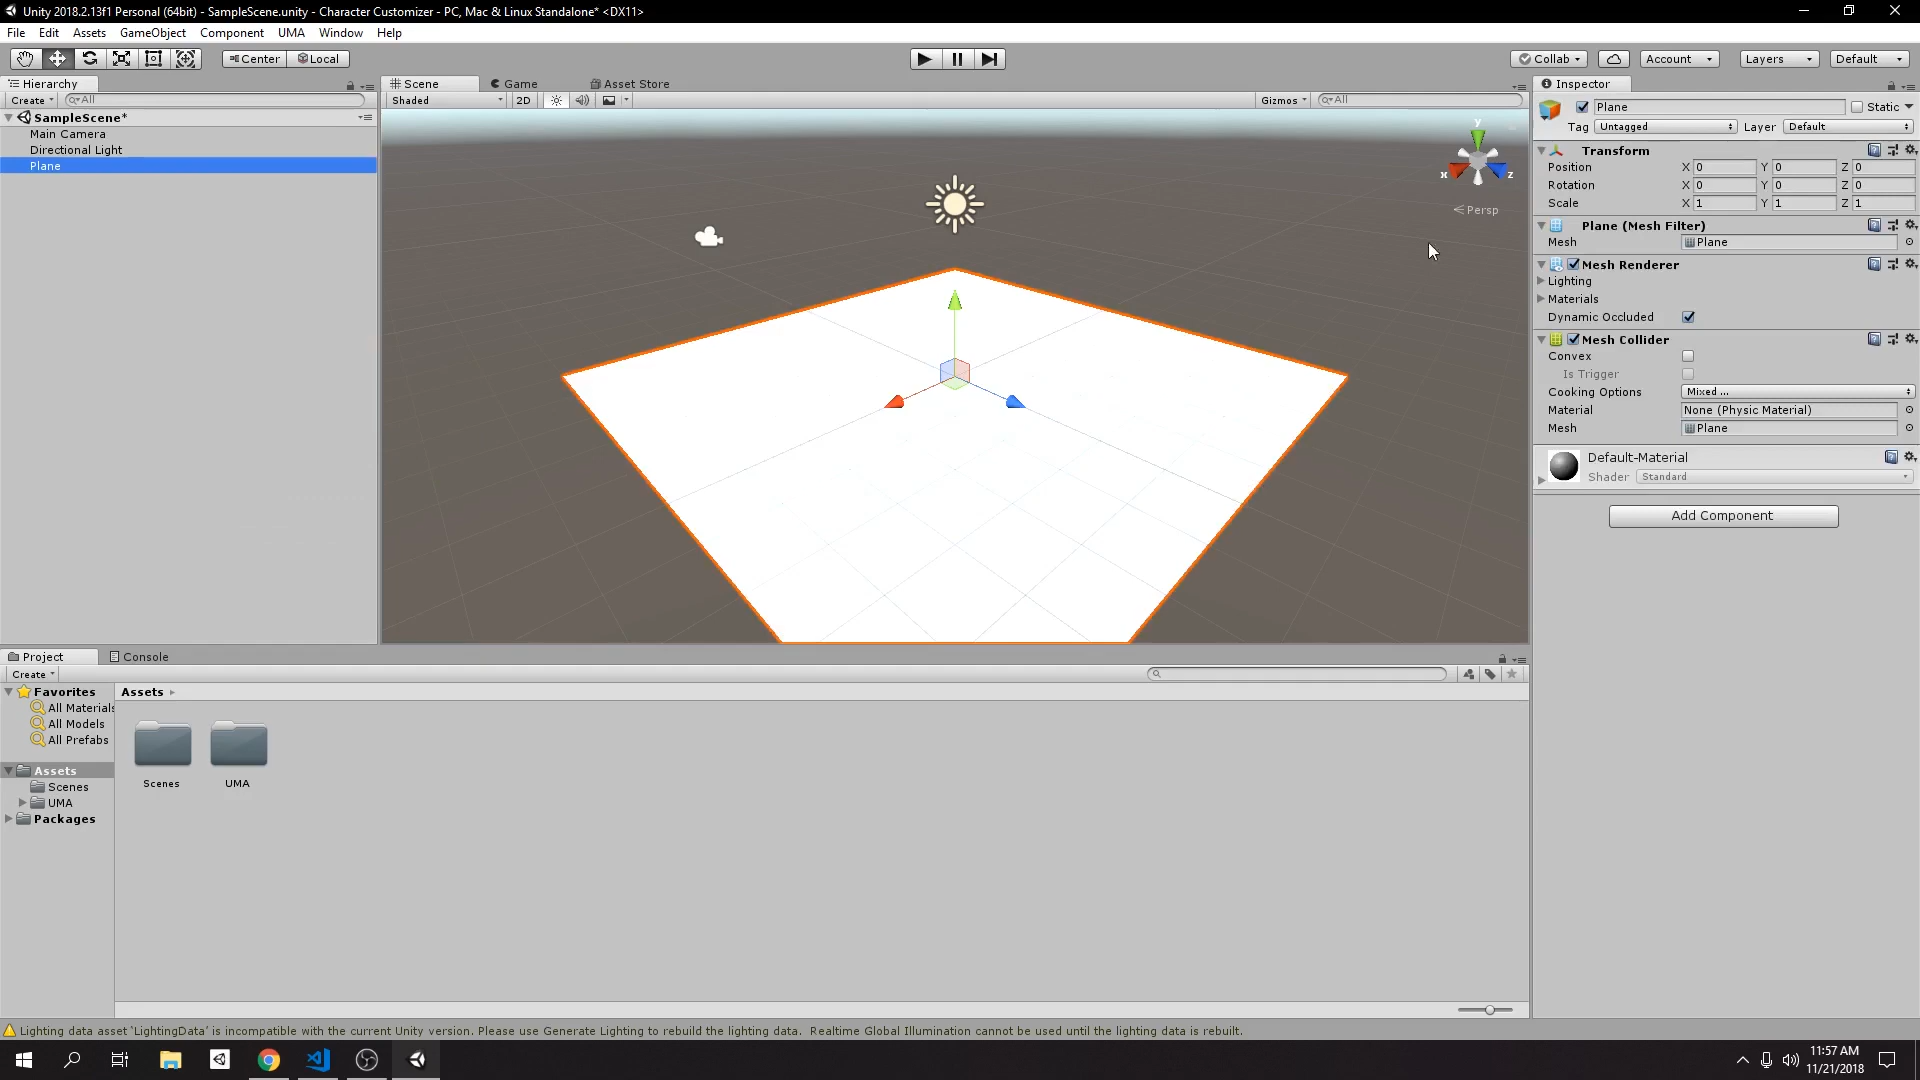 Unity 2018.2.13f1 Personal (64bit) - SampleScene.unity - Character Customizer - PC, Mac & Linux Standalone* <DX11>
File Edit Assets GameObject Component UMA Window Help
Center Local Collab Account Layers Default
Hierarchy
Create All
SampleScene*
Main Camera
Directional Light
Plane
Scene Game Asset Store
Shaded 2D Gizmos All
y
x z
Persp
Inspector
Plane Static
Tag Untagged Layer Default
Transform
Position X 0 Y 0 Z 0
Rotation X 0 Y 0 Z 0
Scale X 1 Y 1 Z 1
Plane (Mesh Filter)
Mesh Plane
Mesh Renderer
Lighting
Materials
Dynamic Occluded
Mesh Collider
Convex
Is Trigger
Cooking Options Mixed ...
Material None (Physic Material)
Mesh Plane
Default-Material
Shader Standard
Add Component
Project Console
Create
Favorites
All Materials
All Models
All Prefabs
Assets
Scenes
UMA
Packages
Assets
Scenes UMA
Lighting data asset 'LightingData' is incompatible with the current Unity version. Please use Generate Lighting to rebuild the lighting data. Realtime Global Illumination cannot be used until the lighting data is rebuilt.
11:57 AM
11/21/2018